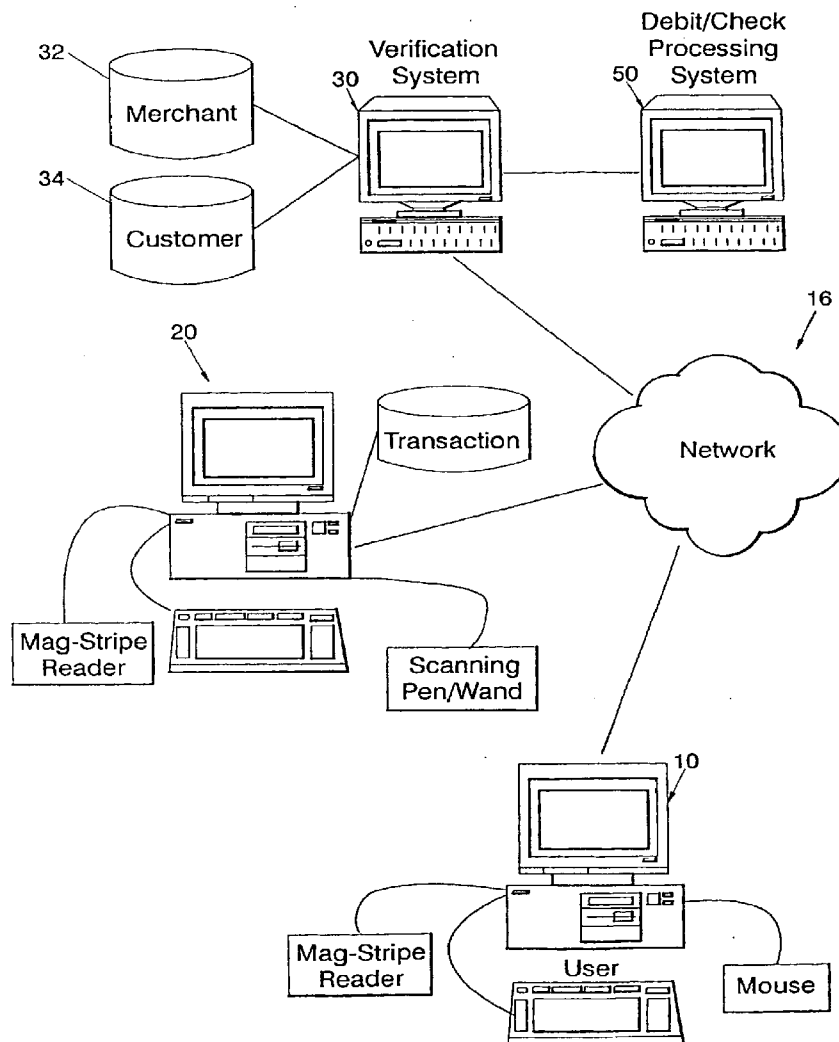 32
Merchant
34
Customer
Verification
System
30
Debit/Check
Processing
System
50
16
Network
20
Transaction
Mag-Stripe
Reader
Scanning
Pen/Wand
10
Mag-Stripe
Reader
User
Mouse